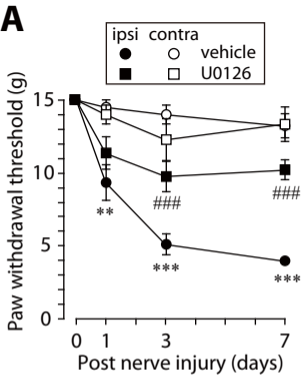 A
ipsi contra
vehicle
U0126
Paw withdrawal threshold (g)
15
10
5
0
**
###
***
###
***
0 1 3 7
Post nerve injury (days)